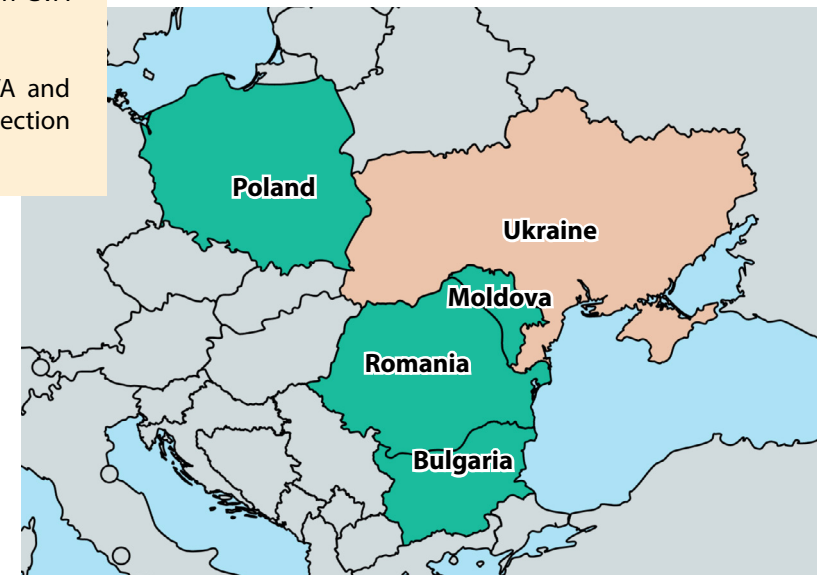 A and
ection
Poland
Ukraine
Moldova
Romania
Bulgaria